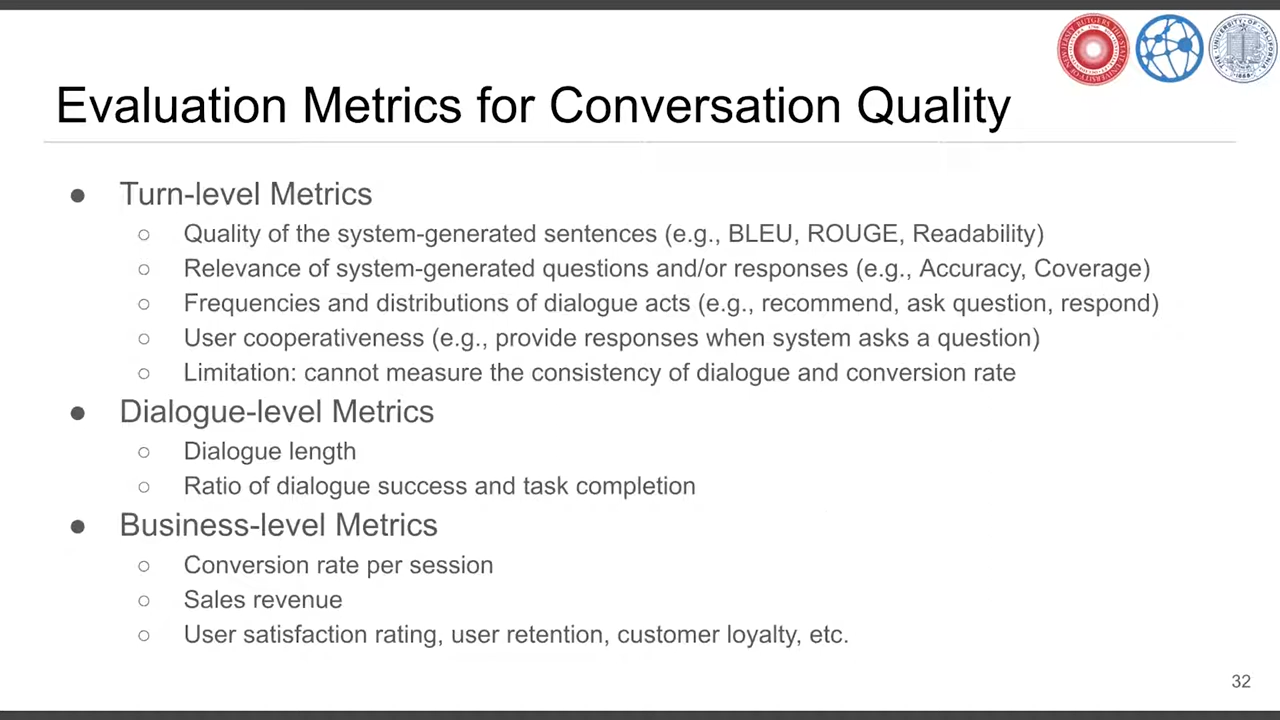 Evaluation Metrics for Conversation Quality
● Turn-level Metrics
○ Quality of the system-generated sentences (e.g., BLEU, ROUGE, Readability)
○ Relevance of system-generated questions and/or responses (e.g., Accuracy, Coverage)
○ Frequencies and distributions of dialogue acts (e.g., recommend, ask question, respond)
○ User cooperativeness (e.g., provide responses when system asks a question)
○ Limitation: cannot measure the consistency of dialogue and conversion rate
● Dialogue-level Metrics
○ Dialogue length
○ Ratio of dialogue success and task completion
● Business-level Metrics
○ Conversion rate per session
○ Sales revenue
○ User satisfaction rating, user retention, customer loyalty, etc.
32